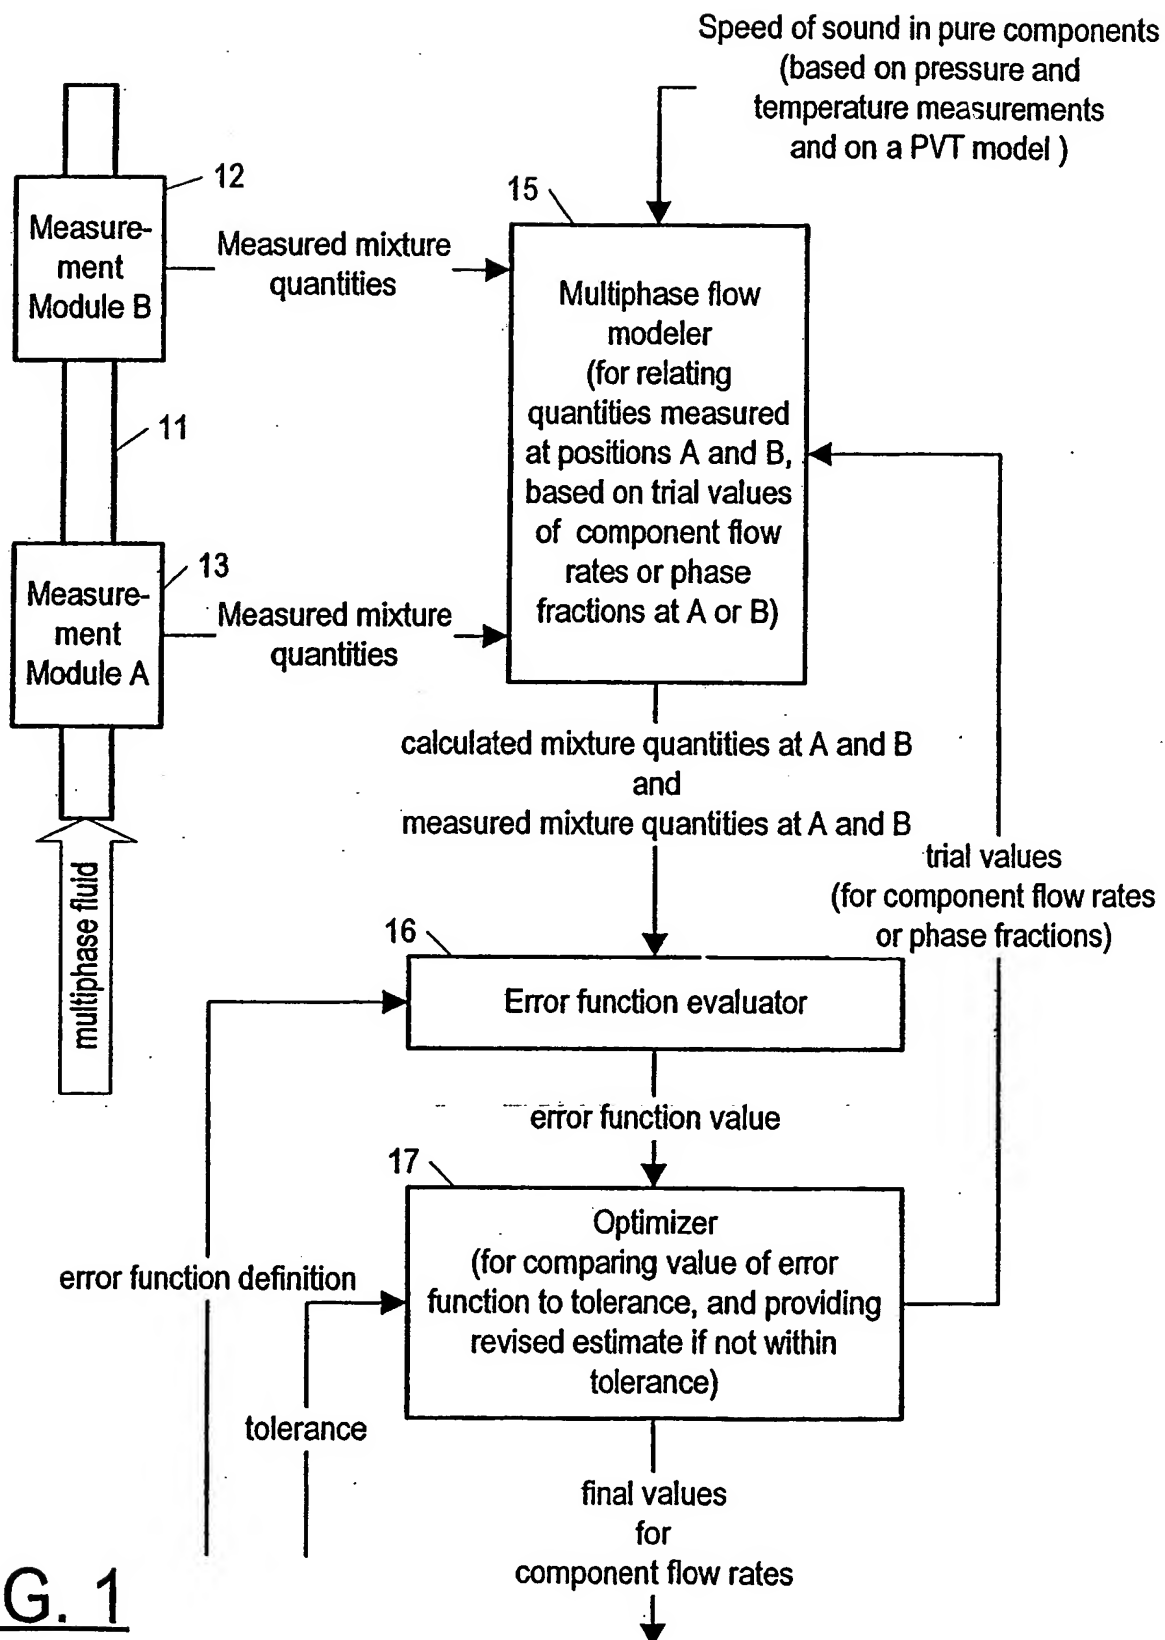 Speed of sound in pure components
(based on pressure and
temperature measurements
and on a PVT model )
12
15
Measure-
ment
Module B
Measured mixture
quantities
Multiphase flow
modeler
(for relating
quantities measured
at positions A and B,
based on trial values
of component flow
rates or phase
fractions at A or B)
11
13
Measure-
ment
Module A
Measured mixture
quantities
calculated mixture quantities at A and B
and
measured mixture quantities at A and B
multiphase fluid
trial values
(for component flow rates
or phase fractions)
16
Error function evaluator
error function value
17
Optimizer
(for comparing value of error
function to tolerance, and providing
revised estimate if not within
tolerance)
error function definition
tolerance
final values
for
component flow rates
G. 1